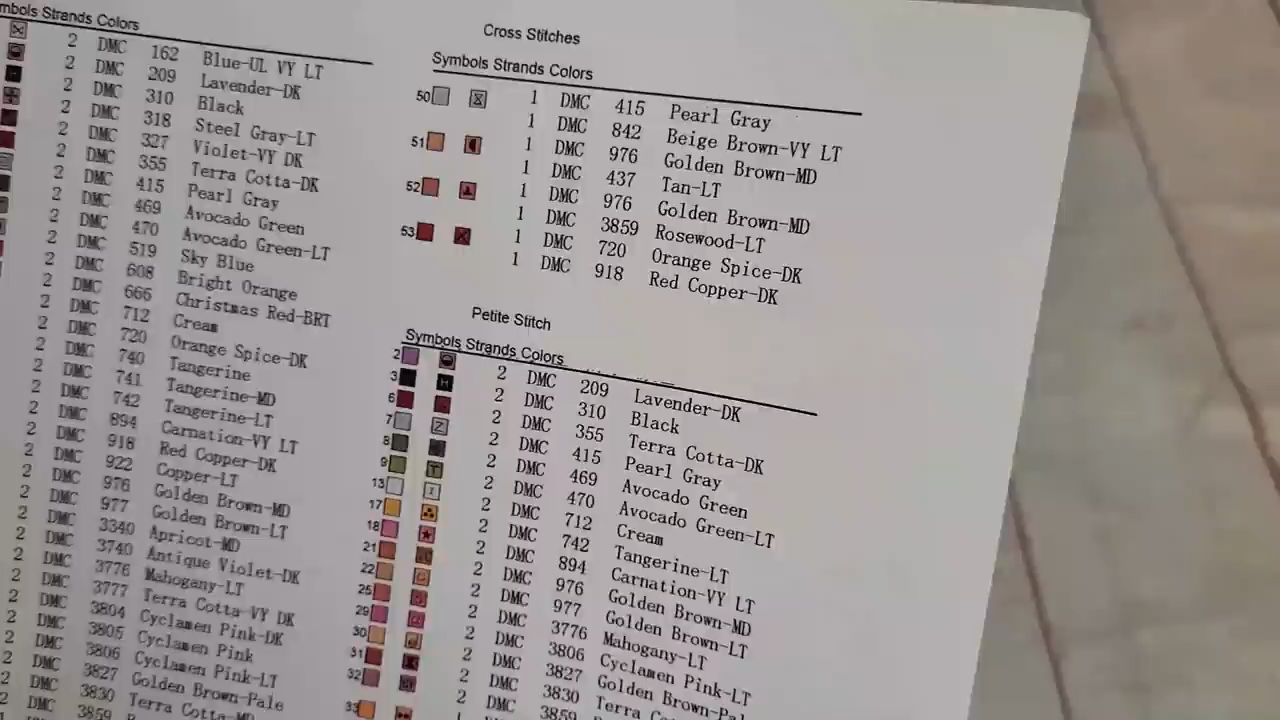 mbols Strands Colors
2 DMC 162 Blue-UL VY LT
2 DMC 209 Lavender-DK
2 DMC 310 Black
2 DMC 318 Steel Gray-LT
2 DMC 327 Violet-VY DK
2 DMC 355 Terra Cotta-DK
2 DMC 415 Pearl Gray
2 DMC 469 Avocado Green
2 DMC 470 Avocado Green-LT
2 DMC 519 Sky Blue
2 DMC 608 Bright Orange
2 DMC 666 Christmas Red-BRT
2 DMC 712 Cream
2 DMC 720 Orange Spice-DK
2 DMC 740 Tangerine
2 DMC 741 Tangerine-MD
2 DMC 742 Tangerine-LT
2 DMC 894 Carnation-VY LT
2 DMC 918 Red Copper-DK
2 DMC 922 Copper-LT
2 DMC 976 Golden Brown-MD
2 DMC 977 Golden Brown-LT
2 DMC 3340 Apricot-MD
2 DMC 3740 Antique Violet-DK
2 DMC 3776 Mahogany-LT
2 DMC 3777 Terra Cotta-VY DK
2 DMC 3804 Cyclamen Pink-DK
2 DMC 3805 Cyclamen Pink
2 DMC 3806 Cyclamen Pink-LT
2 DMC 3827 Golden Brown-Pale
2 DMC 3830 Terra Cotta-MD
DMC 3859
Cross Stitches
Symbols Strands Colors
50 1 DMC 415 Pearl Gray
1 DMC 842 Beige Brown-VY LT
51 1 DMC 976 Golden Brown-MD
1 DMC 437 Tan-LT
52 1 DMC 976 Golden Brown-MD
1 DMC 3859 Rosewood-LT
53 1 DMC 720 Orange Spice-DK
1 DMC 918 Red Copper-DK
Petite Stitch
Symbols Strands Colors
2 2 DMC 209 Lavender-DK
3 H 2 DMC 310 Black
6 2 DMC 355 Terra Cotta-DK
7 Z 2 DMC 415 Pearl Gray
8 2 DMC 469 Avocado Green
9 T 2 DMC 470 Avocado Green-LT
13 I 2 DMC 712 Cream
17 2 DMC 742 Tangerine-LT
18 2 DMC 894 Carnation-VY LT
21 2 DMC 976 Golden Brown-MD
22 2 DMC 977 Golden Brown-LT
25 2 DMC 3776 Mahogany-LT
29 2 DMC 3806 Cyclamen Pink-LT
30 2 DMC 3827 Golden Brown-Pal
31 2 DMC 3830 Terra
32 DMC 3859
33